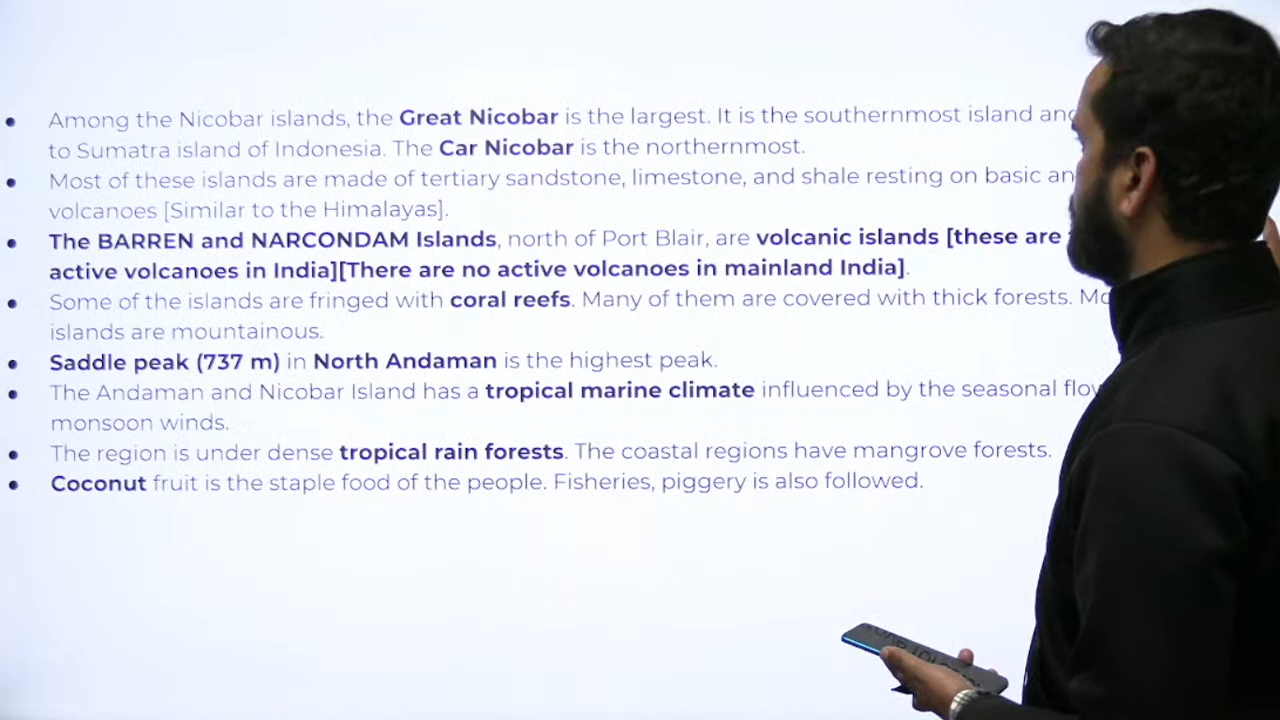 Among the Nicobar islands, the Great Nicobar is the largest. It is the southernmost island and
to Sumatra island of Indonesia. The Car Nicobar is the northernmost.
Most of these islands are made of tertiary sandstone, limestone, and shale resting on basic
volcanoes [Similar to the Himalayas].
The BARREN and NARCONDAM Islands, north of Port Blair, are volcanic islands [these are
active volcanoes in India][There are no active volcanoes in mainland India].
Some of the islands are fringed with coral reefs. Many of them are covered with thick forests.
islands are mountainous.
Saddle peak (737 m) in North Andaman is the highest peak.
The Andaman and Nicobar Island has a tropical marine climate influenced by the seasonal
monsoon winds.
The region is under dense tropical rain forests. The coastal regions have mangrove forests.
Coconut fruit is the staple food of the people. Fisheries, piggery is also followed.